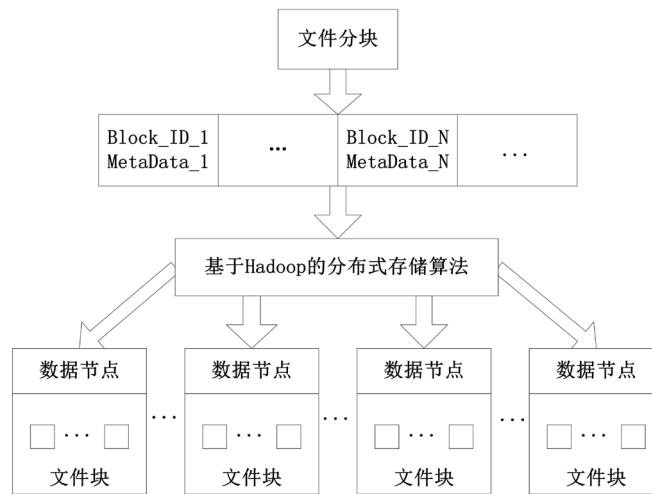 文件分块
Block_ID_1 ... Block_ID_N ...
MetaData_1 MetaData_N
基于Hadoop的分布式存储算法
数据节点 数据节点 数据节点 数据节点
... ... ...
... ... ... ...
文件块 文件块 文件块 文件块